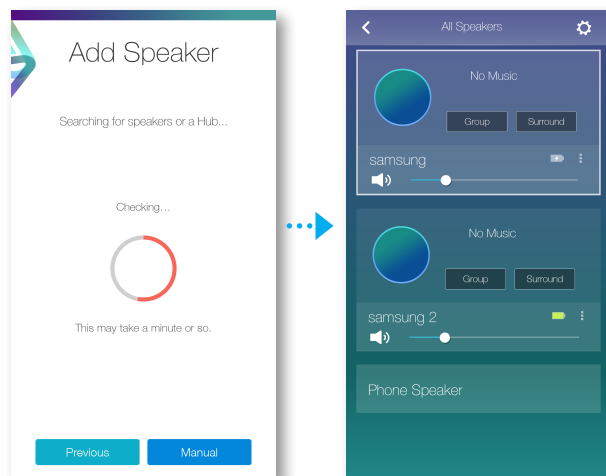 Add Speaker
Searching for speakers or a Hub...
Checking...
This may take a minute or so.
Previous
Manual
All Speakers
No Music
Group
Surround
samsung
No Music
Group
Surround
samsung 2
Phone Speaker